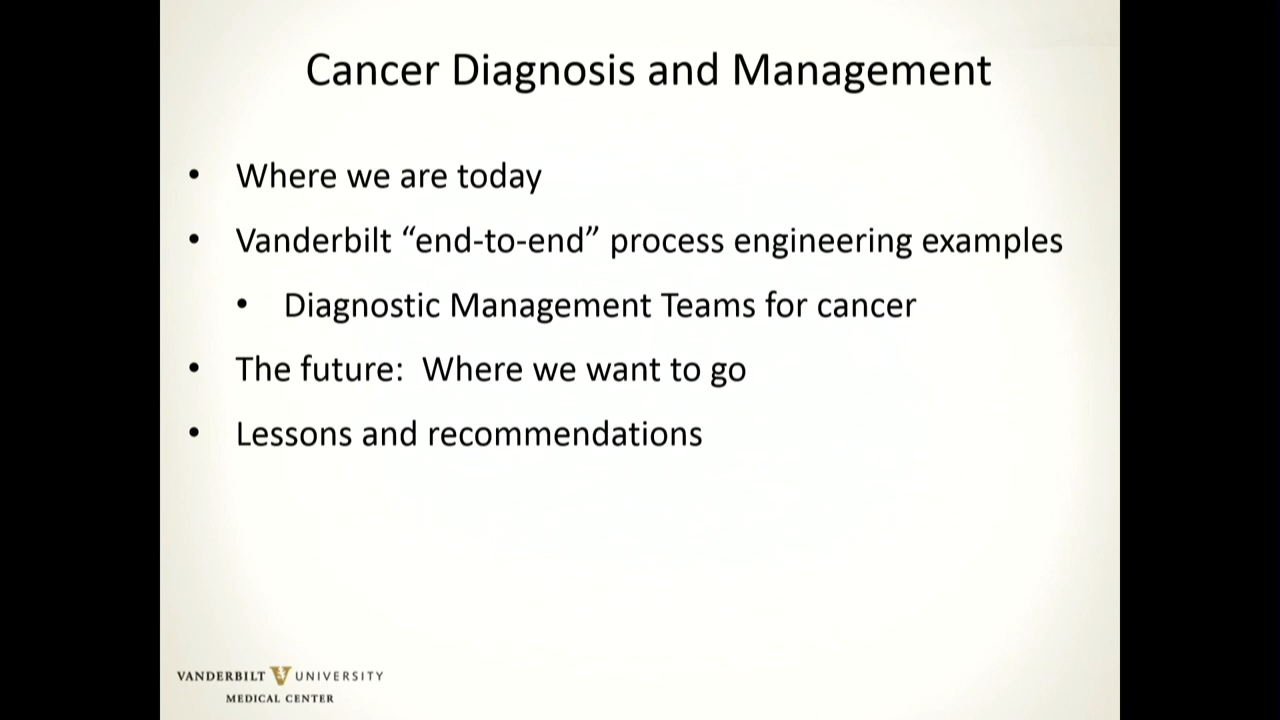 Cancer Diagnosis and Management
• Where we are today
• Vanderbilt “end-to-end” process engineering examples
• Diagnostic Management Teams for cancer
• The future:  Where we want to go
• Lessons and recommendations
VANDERBILT V UNIVERSITY
MEDICAL CENTER